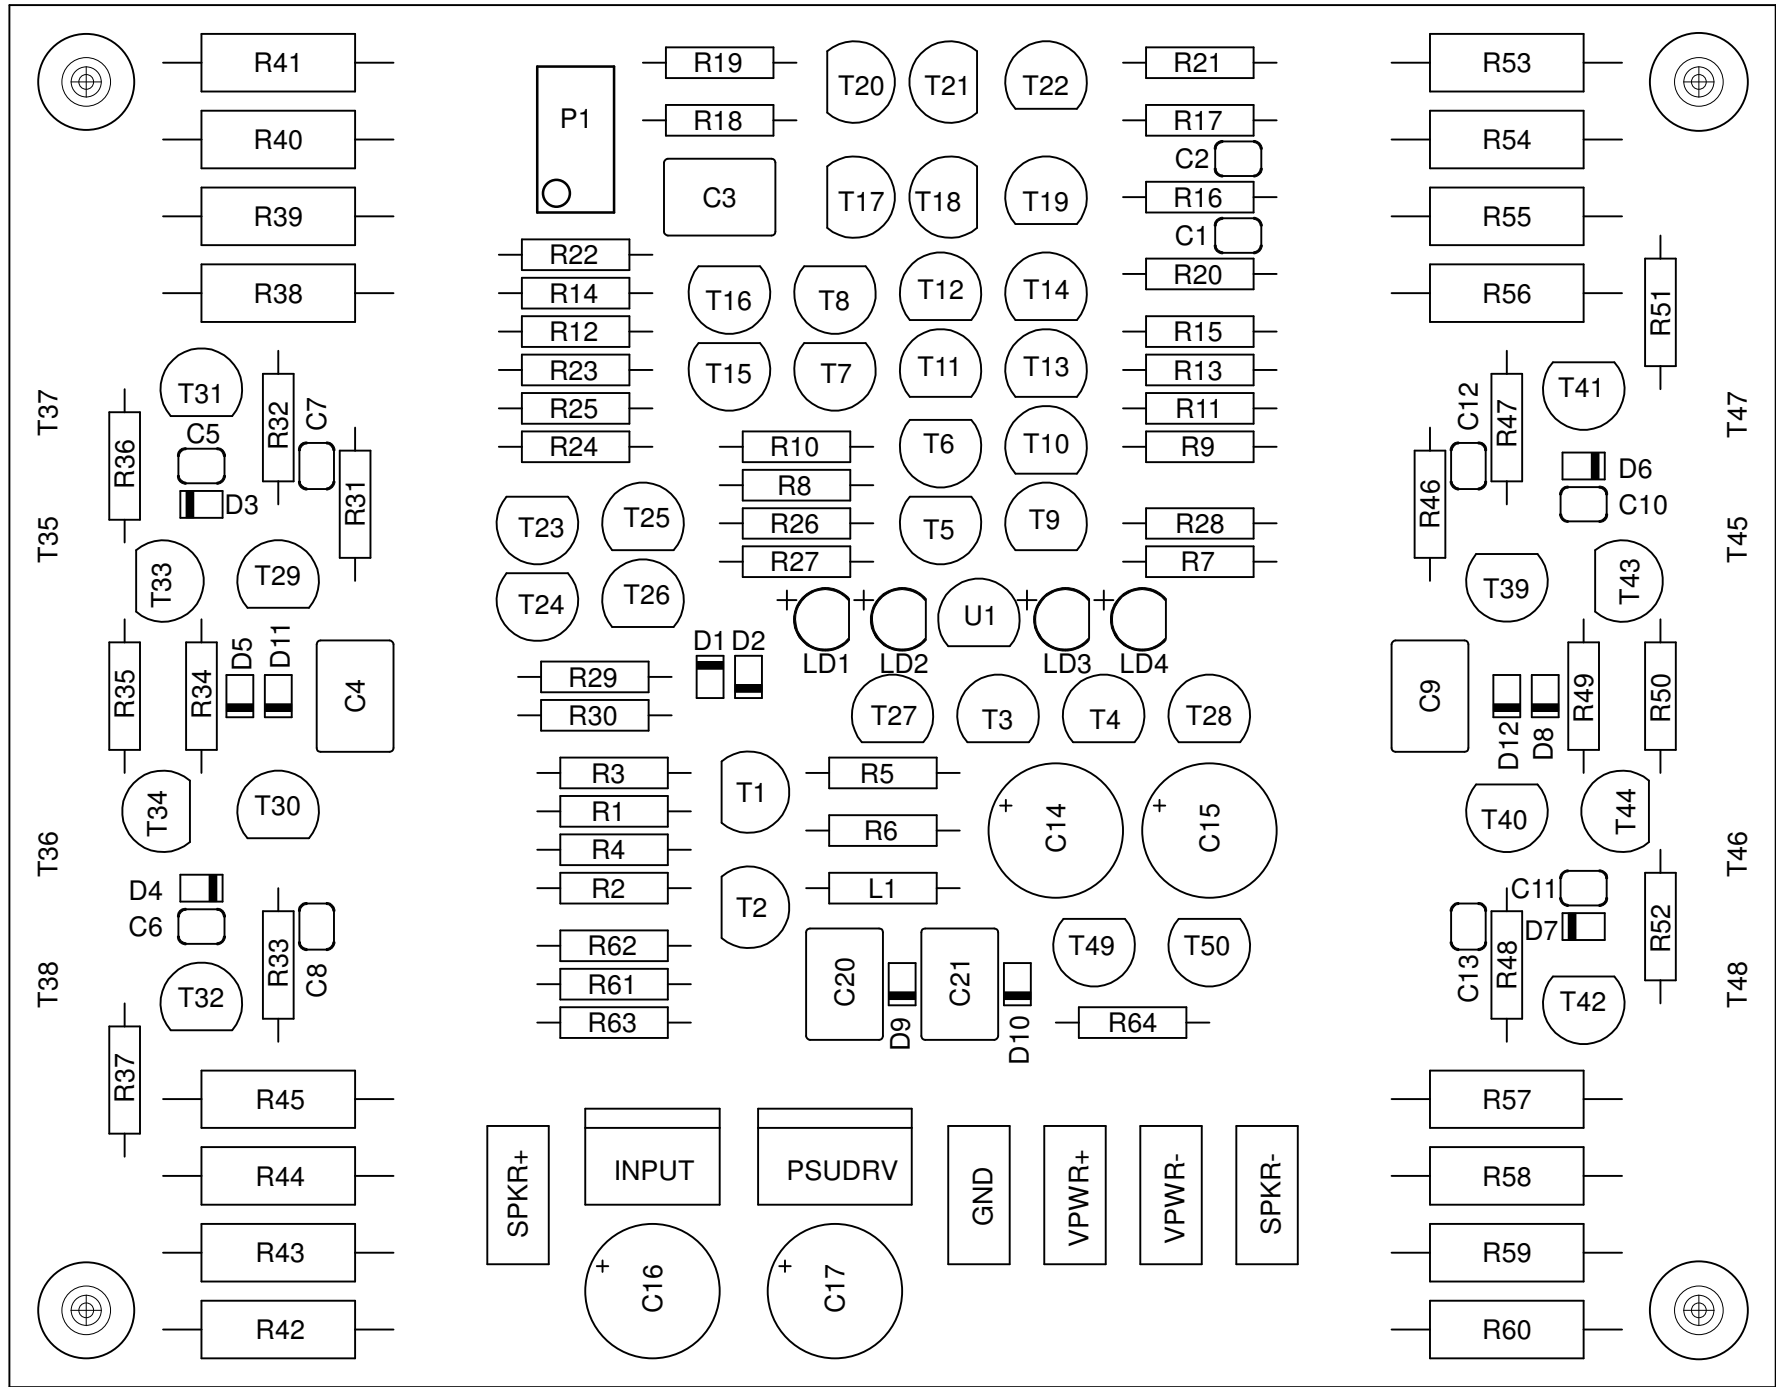 R41
R19
T20
T21
T22
R21
R53
P1
R18
R17
R40
C2
R54
C3
T17
T18
T19
R16
R39
C1
R55
R22
R20
R38
R14
T16
T8
T12
T14
R56
R51
R12
R15
R23
T15
T7
T11
T13
R13
T37
T31
R32
C7
R25
R11
C12
R47
T41
T47
C5
R36
R24
R10
T6
T10
R9
D6
D3
R31
R8
R46
C10
T35
T23
T25
R26
T5
T9
R28
T45
T33
T29
R27
R7
T39
T43
T24
T26
U1
D5
D11
D1
D2
LD1
LD2
LD3
LD4
R35
R34
C4
R29
C9
R49
R50
R30
T27
T3
T4
T28
D12
D8
R3
T1
R5
T34
T30
R1
+
+
T40
T44
R6
C14
C15
T36
R4
T46
D4
R2
L1
C11
C6
T2
D7
R52
R33
C8
R62
T49
T50
C13
R48
T38
T32
R61
C20
C21
T42
T48
R63
D9
D10
R64
R37
R45
R57
R44
SPKR+
INPUT
PSUDRV
GND
VPWR+
VPWR-
SPKR-
R58
R43
R59
+
C16
+
C17
R42
R60
+
+
+
+